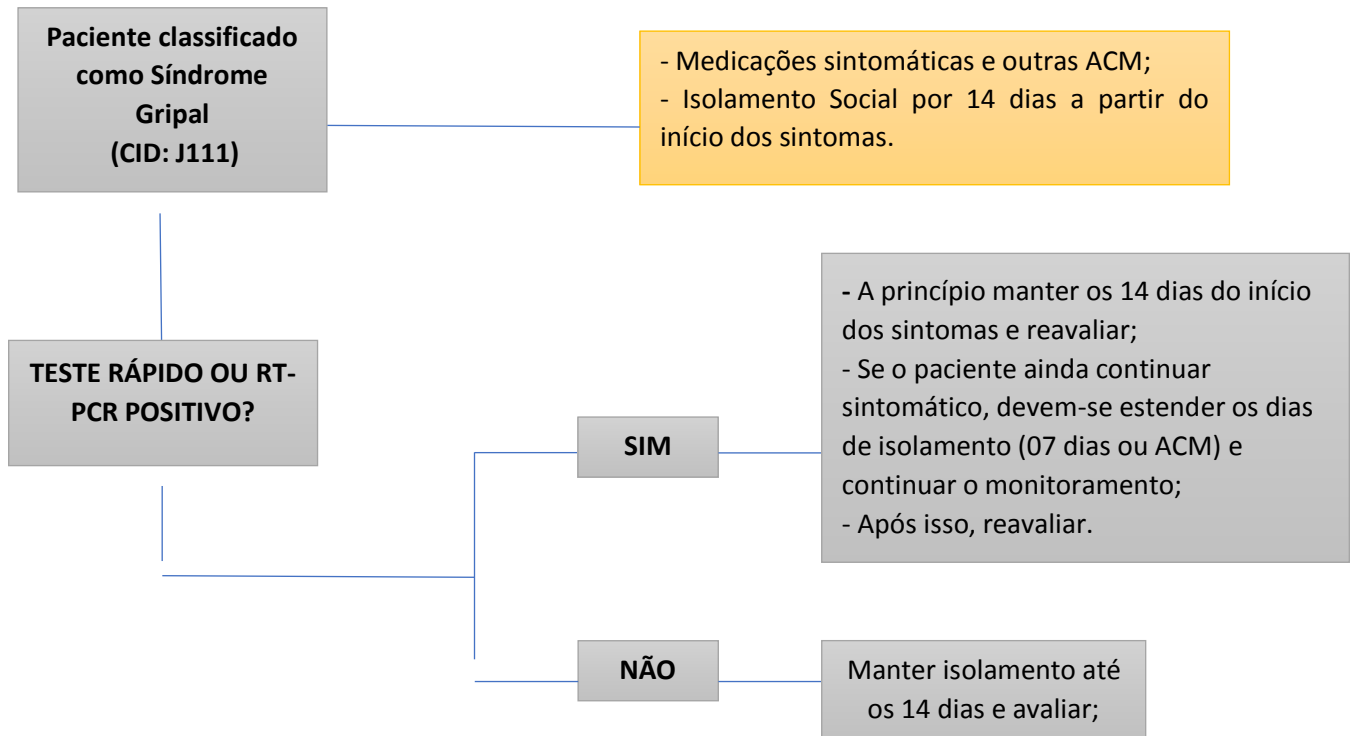 Paciente classificado
como Síndrome
Gripal
(CID: J111)
- Medicações sintomáticas e outras ACM;
- Isolamento Social por 14 dias a partir do
início dos sintomas.
TESTE RÁPIDO OU RT-
PCR POSITIVO?
SIM
- A princípio manter os 14 dias do início
dos sintomas e reavaliar;
- Se o paciente ainda continuar
sintomático, devem-se estender os dias
de isolamento (07 dias ou ACM) e
continuar o monitoramento;
- Após isso, reavaliar.
NÃO
Manter isolamento até
os 14 dias e avaliar;